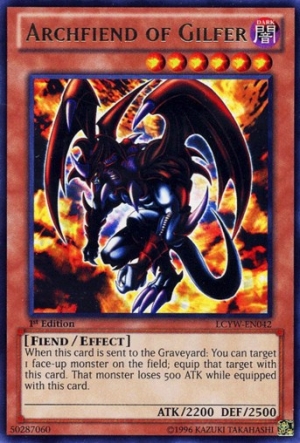 ARCHFIEND OF GILFER
DARK
闇
1st Edition
LCYW-EN042
[FIEND / EFFECT]
When this card is sent to the Graveyard: You can target
1 face-up monster on the field; equip that target with
this card. That monster loses 500 ATK while equipped
with this card.
ATK/2200 DEF/2500
50287060
©1996 KAZUKI TAKAHASHI